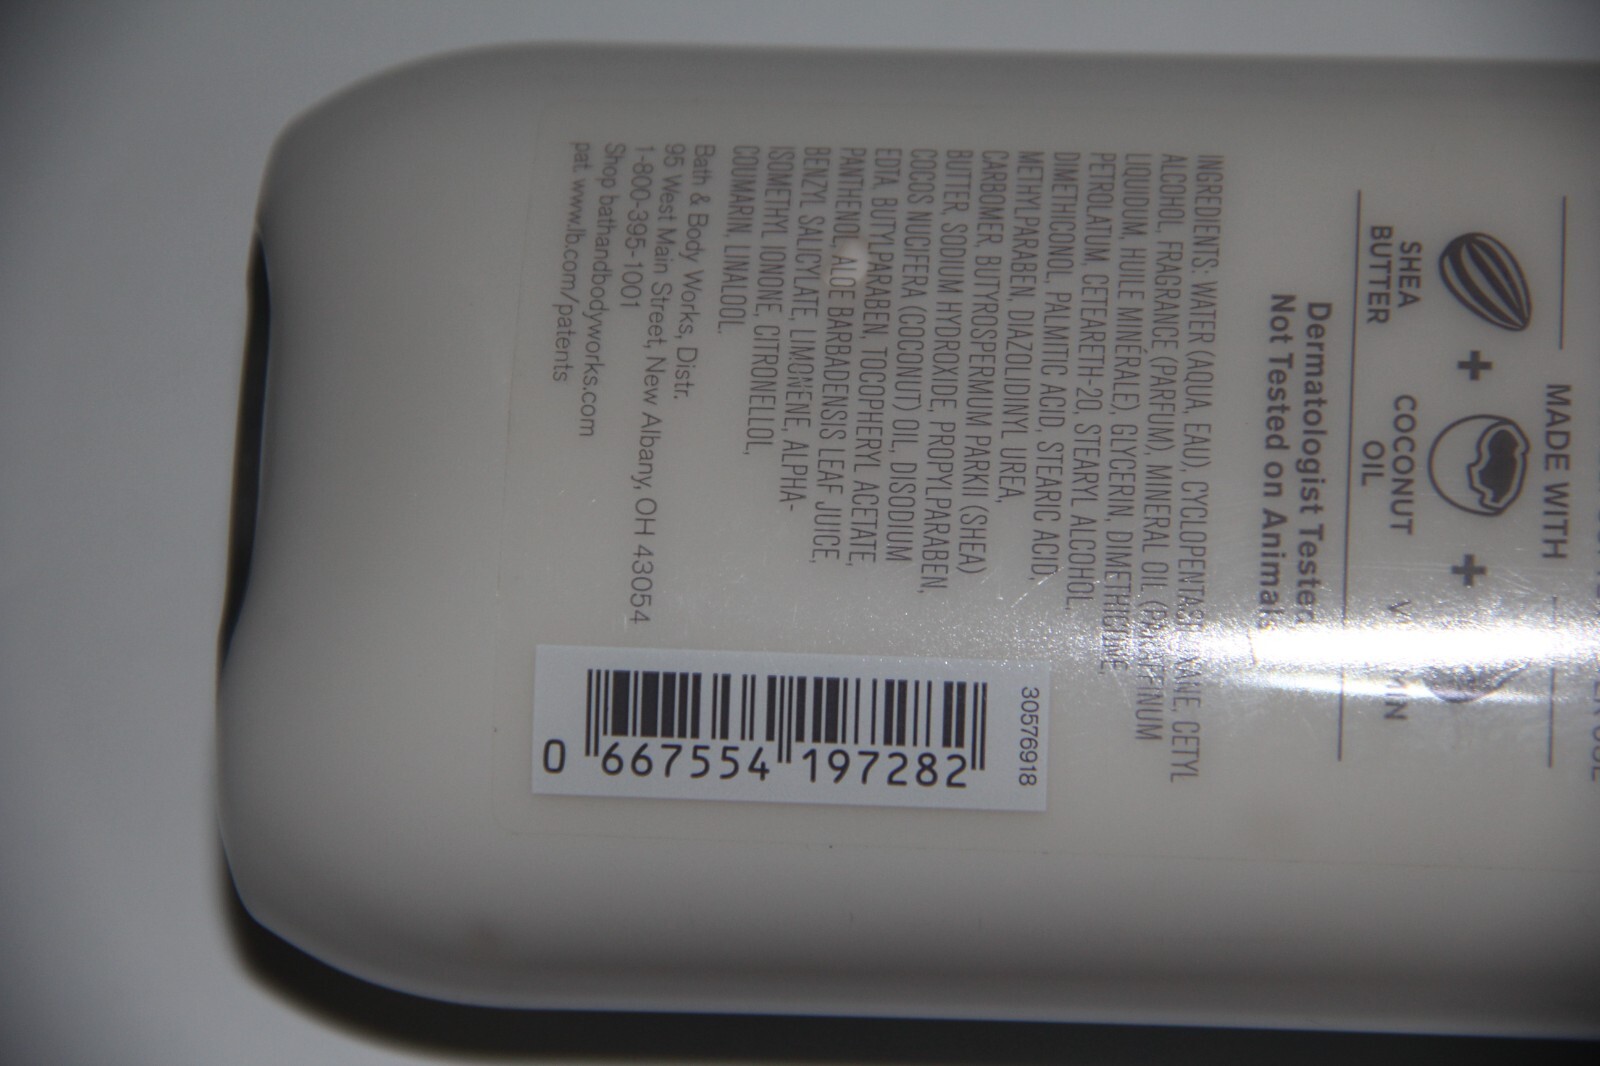 MADE WITH
+
+
SHEA
BUTTER
COCONUT
OIL
Dermatologist Tested
Not Tested on Animals
INGREDIENTS: WATER (AQUA, EAU), CYCLOPENTASILOXANE, CETYL
ALCOHOL, FRAGRANCE (PARFUM), MINERAL OIL (PARAFFINUM
LIQUIDUM, HUILE MINÉRALE), GLYCERIN, DIMETHICONE,
PETROLATUM, CETEARETH-20, STEARYL ALCOHOL,
DIMETHICONOL, PALMITIC ACID, STEARIC ACID,
METHYLPARABEN, DIAZOLIDINYL UREA,
CARBOMER, BUTYROSPERMUM PARKII (SHEA)
BUTTER, SODIUM HYDROXIDE, PROPYLPARABEN,
COCOS NUCIFERA (COCONUT) OIL, DISODIUM
EDTA, BUTYLPARABEN, TOCOPHERYL ACETATE,
PANTHENOL, ALOE BARBADENSIS LEAF JUICE,
BENZYL SALICYLATE, LIMONENE, ALPHA-
ISOMETHYL IONONE, CITRONELLOL,
COUMARIN, LINALOOL.
Bath & Body Works, Distr.
95 West Main Street, New Albany, OH 43054
1-800-395-1001
Shop bathandbodyworks.com
pat. www.lb.com/patents
30576918
0 667554 197282